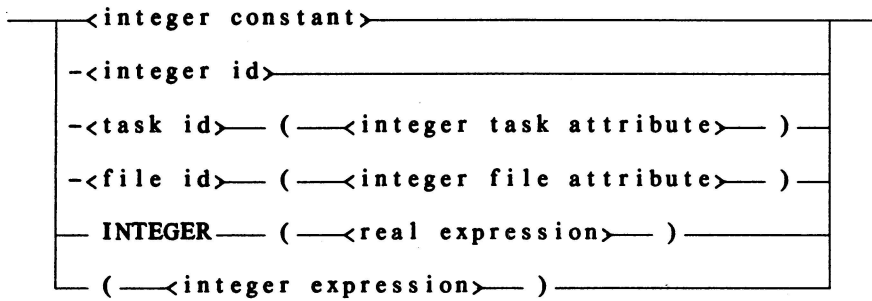 <integer constant>
-<integer id>
-<task id> ( <integer task attribute> )
-<file id> ( <integer file attribute> )
INTEGER ( <real expression> )
( <integer expression> )